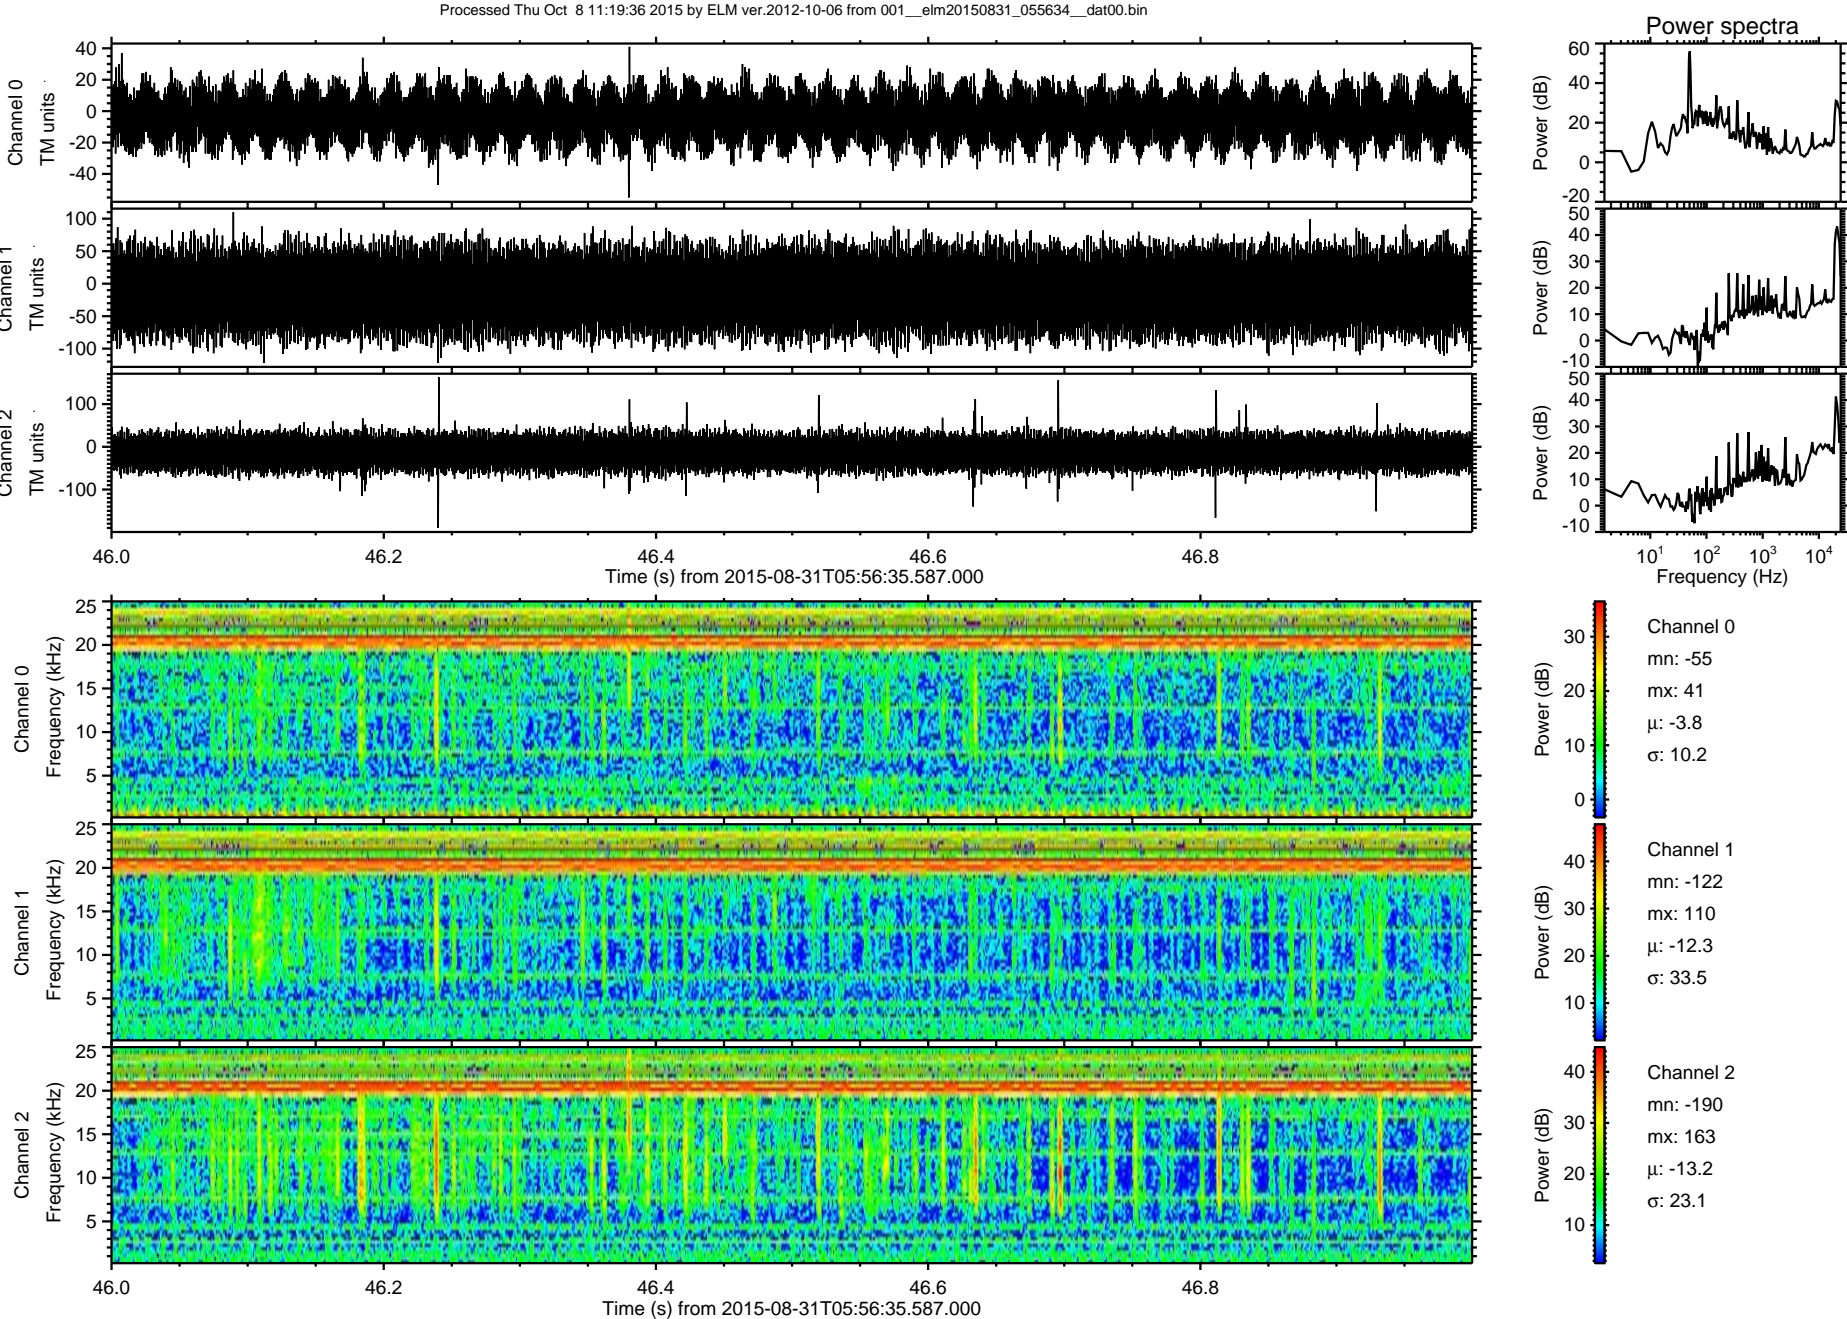 Processed Thu Oct 8 11:19:36 2015 by ELM ver.2012-10-06 from 001__elm20150831_055634__dat00.bin
Power spectra
Channel 0
TM units
40
20
0
-20
-40
Power (dB)
60
40
20
0
-20
Channel 1
TM units
100
50
0
-50
-100
Power (dB)
50
40
30
20
10
0
-10
Channel 2
TM units
100
0
-100
Power (dB)
50
40
30
20
10
0
-10
46.0 46.2 46.4 46.6 46.8
Time (s) from 2015-08-31T05:56:35.587.000
10^1 10^2 10^3 10^4
Frequency (Hz)
Channel 0
Frequency (kHz)
25
20
15
10
5
Power (dB)
30
20
10
0
Channel 0
mn: -55
mx: 41
μ: -3.8
σ: 10.2
Channel 1
Frequency (kHz)
25
20
15
10
5
Power (dB)
40
30
20
10
Channel 1
mn: -122
mx: 110
μ: -12.3
σ: 33.5
Channel 2
Frequency (kHz)
25
20
15
10
5
Power (dB)
40
30
20
10
Channel 2
mn: -190
mx: 163
μ: -13.2
σ: 23.1
46.0 46.2 46.4 46.6 46.8
Time (s) from 2015-08-31T05:56:35.587.000